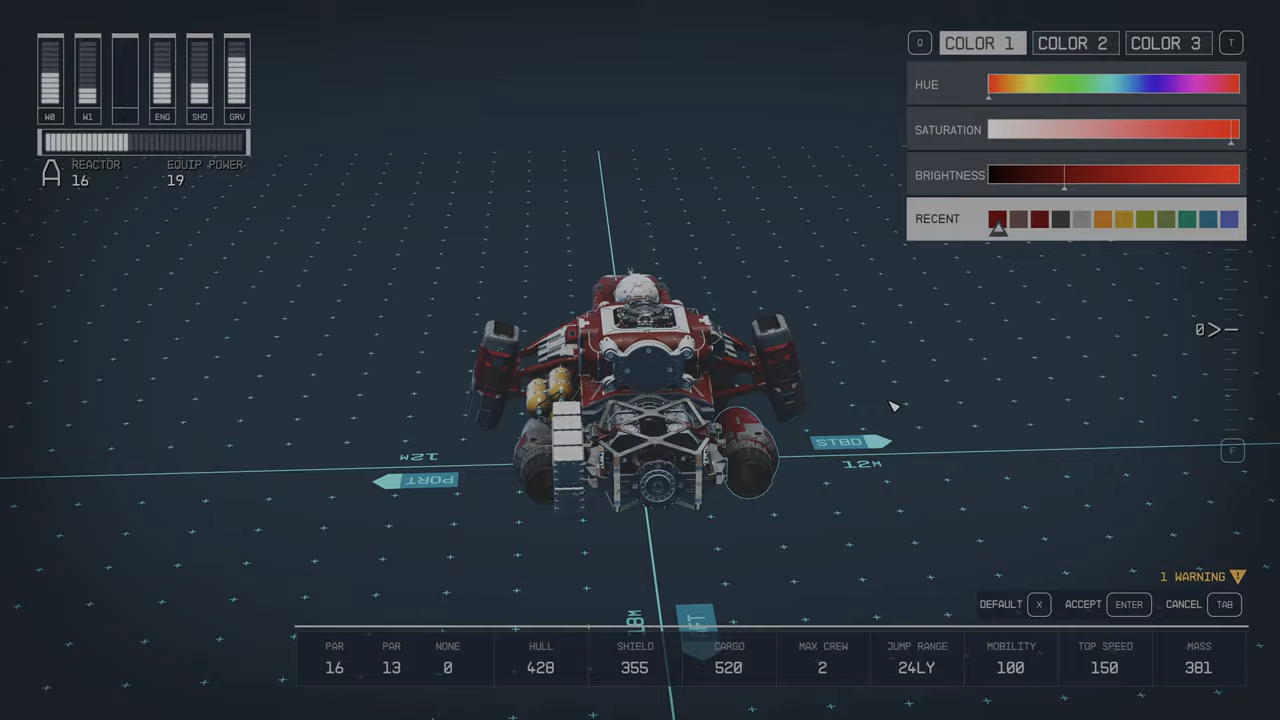 W0 W1 ENG SHD GRV
REACTOR EQUIP POWER
A 16 19
Q COLOR 1 COLOR 2 COLOR 3 T
HUE
SATURATION
BRIGHTNESS
RECENT
0
F
STBD
12M
12M
PORT
18M
1 WARNING
DEFAULT X ACCEPT ENTER CANCEL TAB
PAR PAR NONE HULL SHIELD CARGO MAX CREW JUMP RANGE MOBILITY TOP SPEED MASS
16 13 0 428 355 520 2 24LY 100 150 381